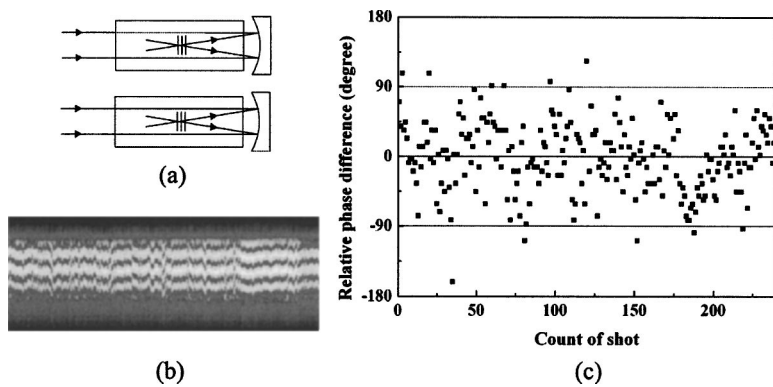 (a)
(b)
Relative phase difference (degree)
180
90
0
-90
-180
0
50
100
150
200
Count of shot
(c)